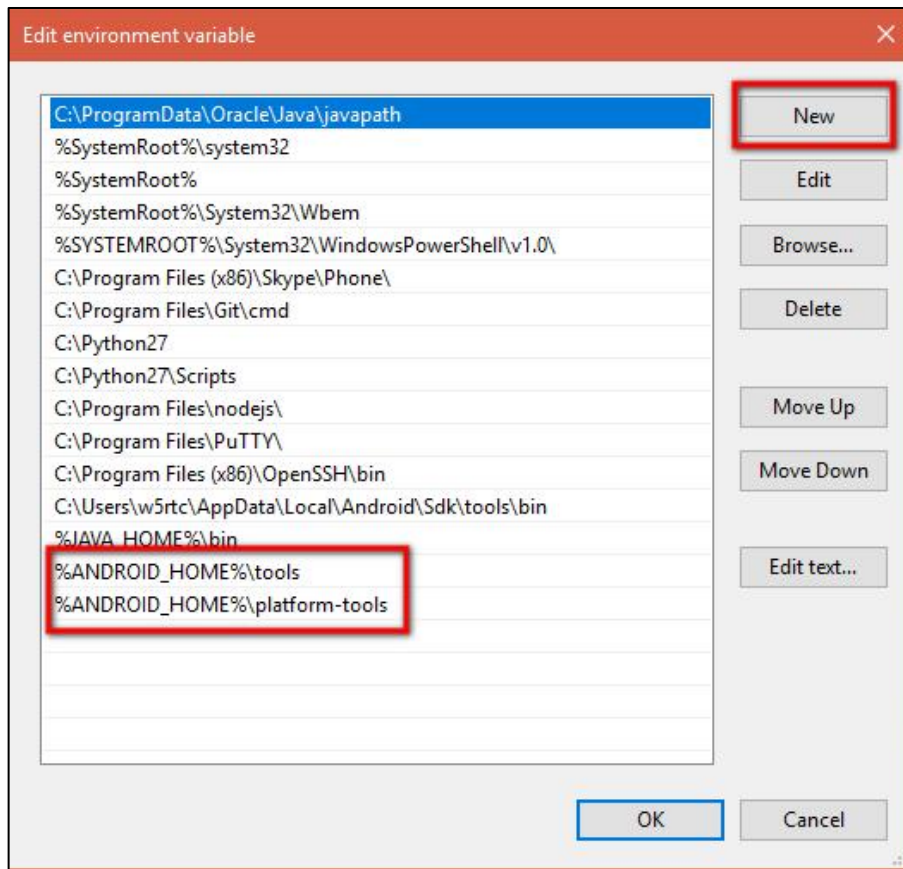 Edit environment variable
C:\ProgramData\Oracle\Java\javapath
%SystemRoot%\system32
%SystemRoot%
%SystemRoot%\System32\Wbem
%SYSTEMROOT%\System32\WindowsPowerShell\v1.0\
C:\Program Files (x86)\Skype\Phone\
C:\Program Files\Git\cmd
C:\Python27
C:\Python27\Scripts
C:\Program Files\nodejs\
C:\Program Files\PuTTY\
C:\Program Files (x86)\OpenSSH\bin
C:\Users\w5rtc\AppData\Local\Android\Sdk\tools\bin
%JAVA_HOME%\bin
%ANDROID_HOME%\tools
%ANDROID_HOME%\platform-tools
New
Edit
Browse...
Delete
Move Up
Move Down
Edit text...
OK
Cancel